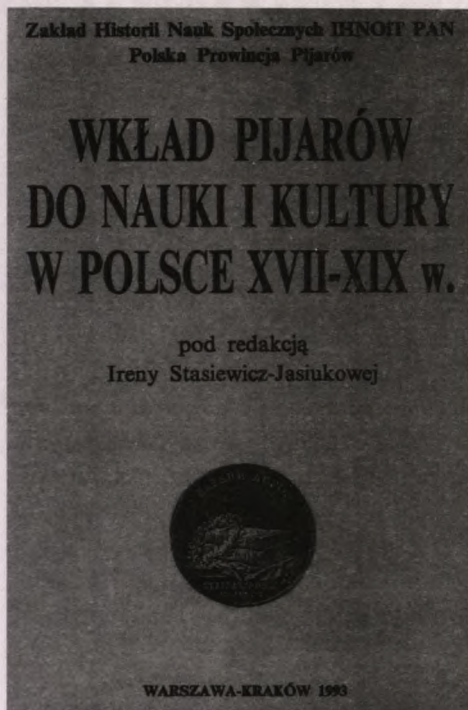 Zakład Historii Nauk Społecznych IHNOiT PAN
Polska Prowincja Pijarów
WKŁAD PIJARÓW
DO NAUKI I KULTURY
W POLSCE XVII-XIX w.
pod redakcją
Ireny Stasiewicz-Jasiukowej
WARSZAWA-KRAKÓW 1993